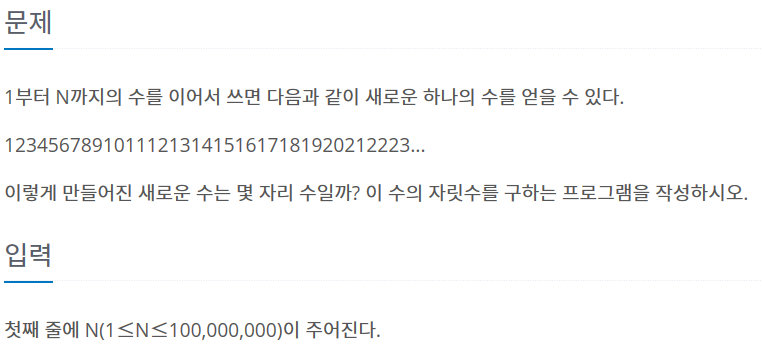 문제
1부터 N까지의 수를 이어서 쓰면 다음과 같이 새로운 하나의 수를 얻을 수 있다.
1234567891011121314151617181920212223...
이렇게 만들어진 새로운 수는 몇 자리 수일까? 이 수의 자릿수를 구하는 프로그램을 작성하시오.
입력
첫째 줄에 N(1≤N≤100,000,000)이 주어진다.